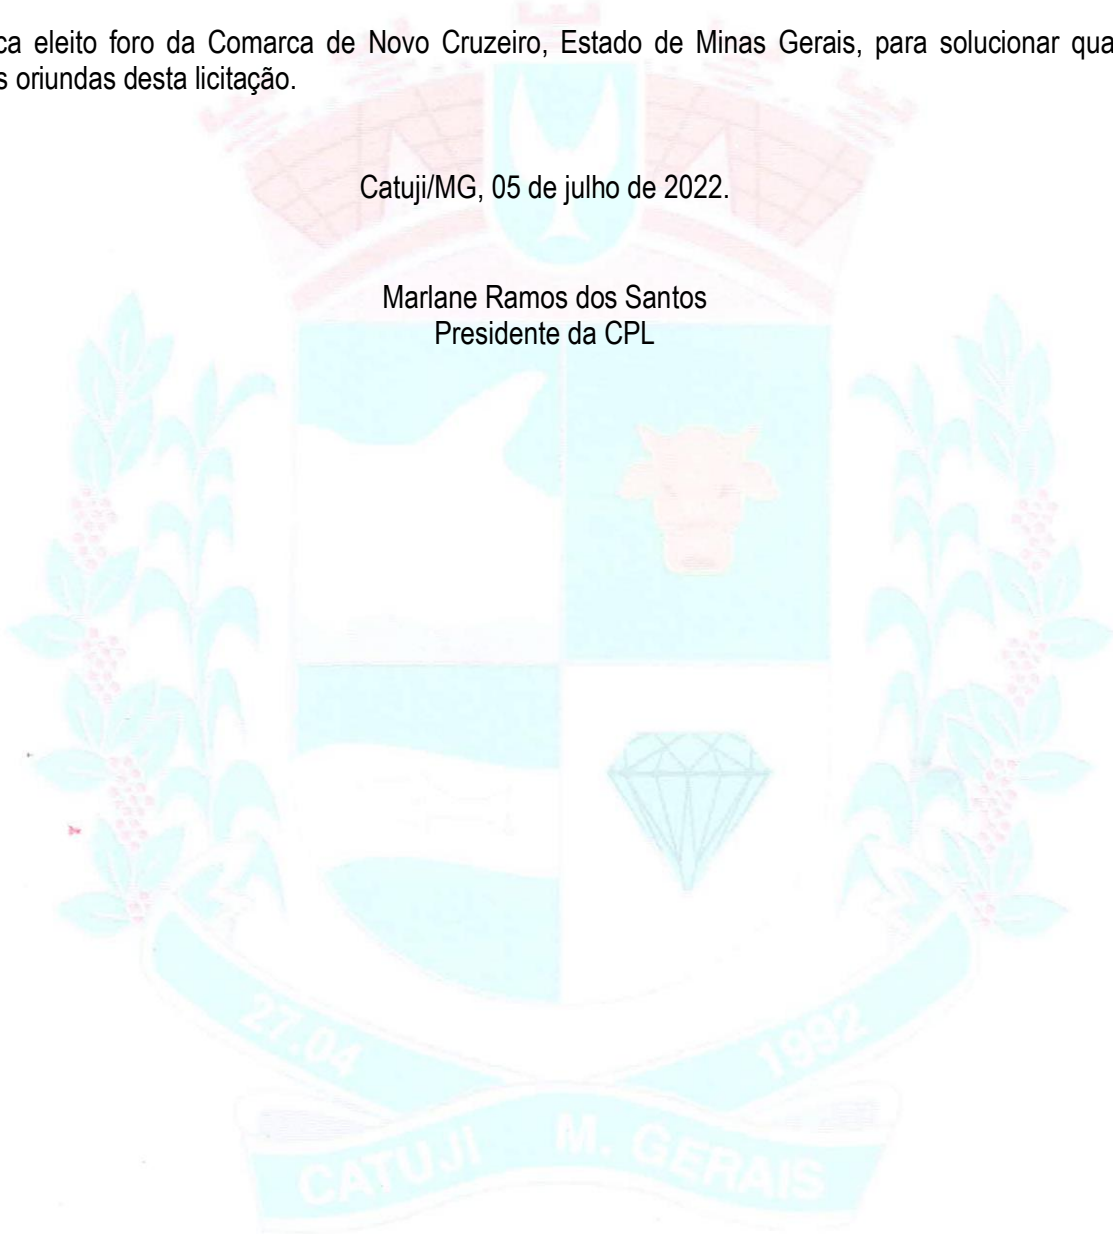 ca eleito foro da Comarca de Novo Cruzeiro, Estado de Minas Gerais, para solucionar qua
s oriundas desta licitação.
Catuji/MG, 05 de julho de 2022.
Marlane Ramos dos Santos
Presidente da CPL
27.04 1992
CATUJI M. GERAIS